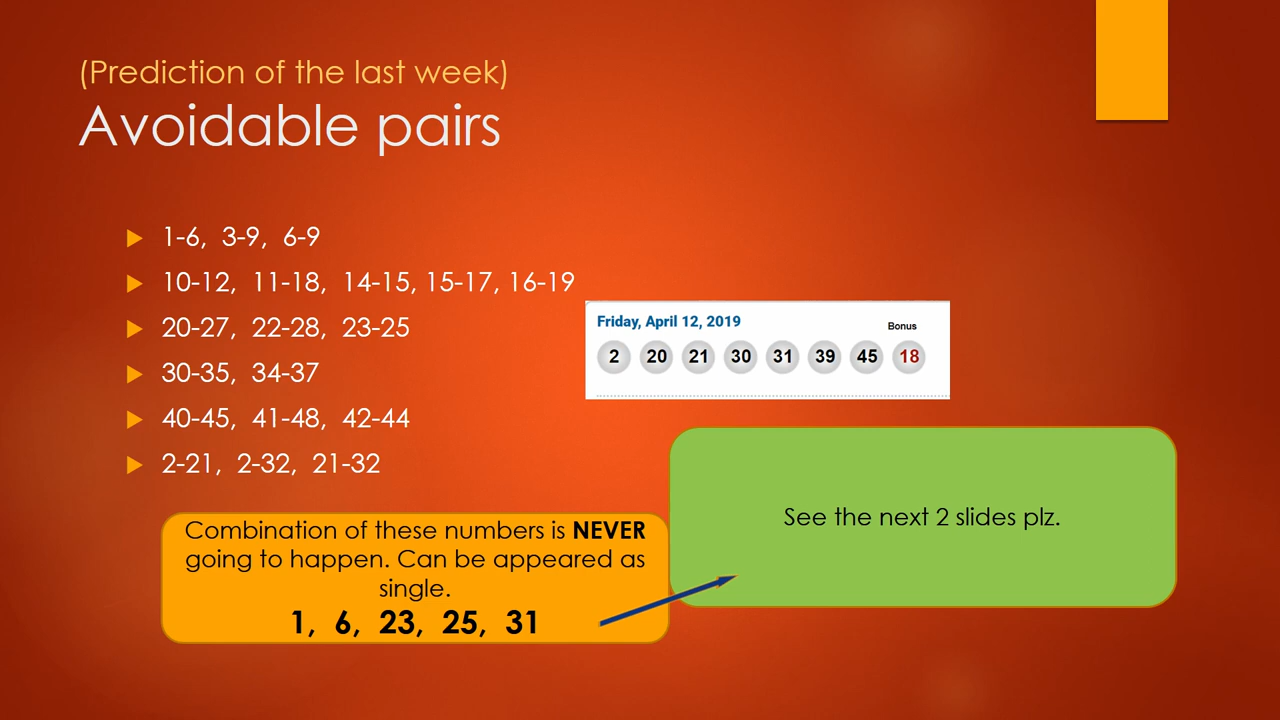 (Prediction of the last week)
Avoidable pairs
1-6, 3-9, 6-9
10-12, 11-18, 14-15, 15-17, 16-19
20-27, 22-28, 23-25
30-35, 34-37
40-45, 41-48, 42-44
2-21, 2-32, 21-32
Friday, April 12, 2019
Bonus
2 20 21 30 31 39 45 18
See the next 2 slides plz.
Combination of these numbers is NEVER
going to happen. Can be appeared as
single.
1, 6, 23, 25, 31